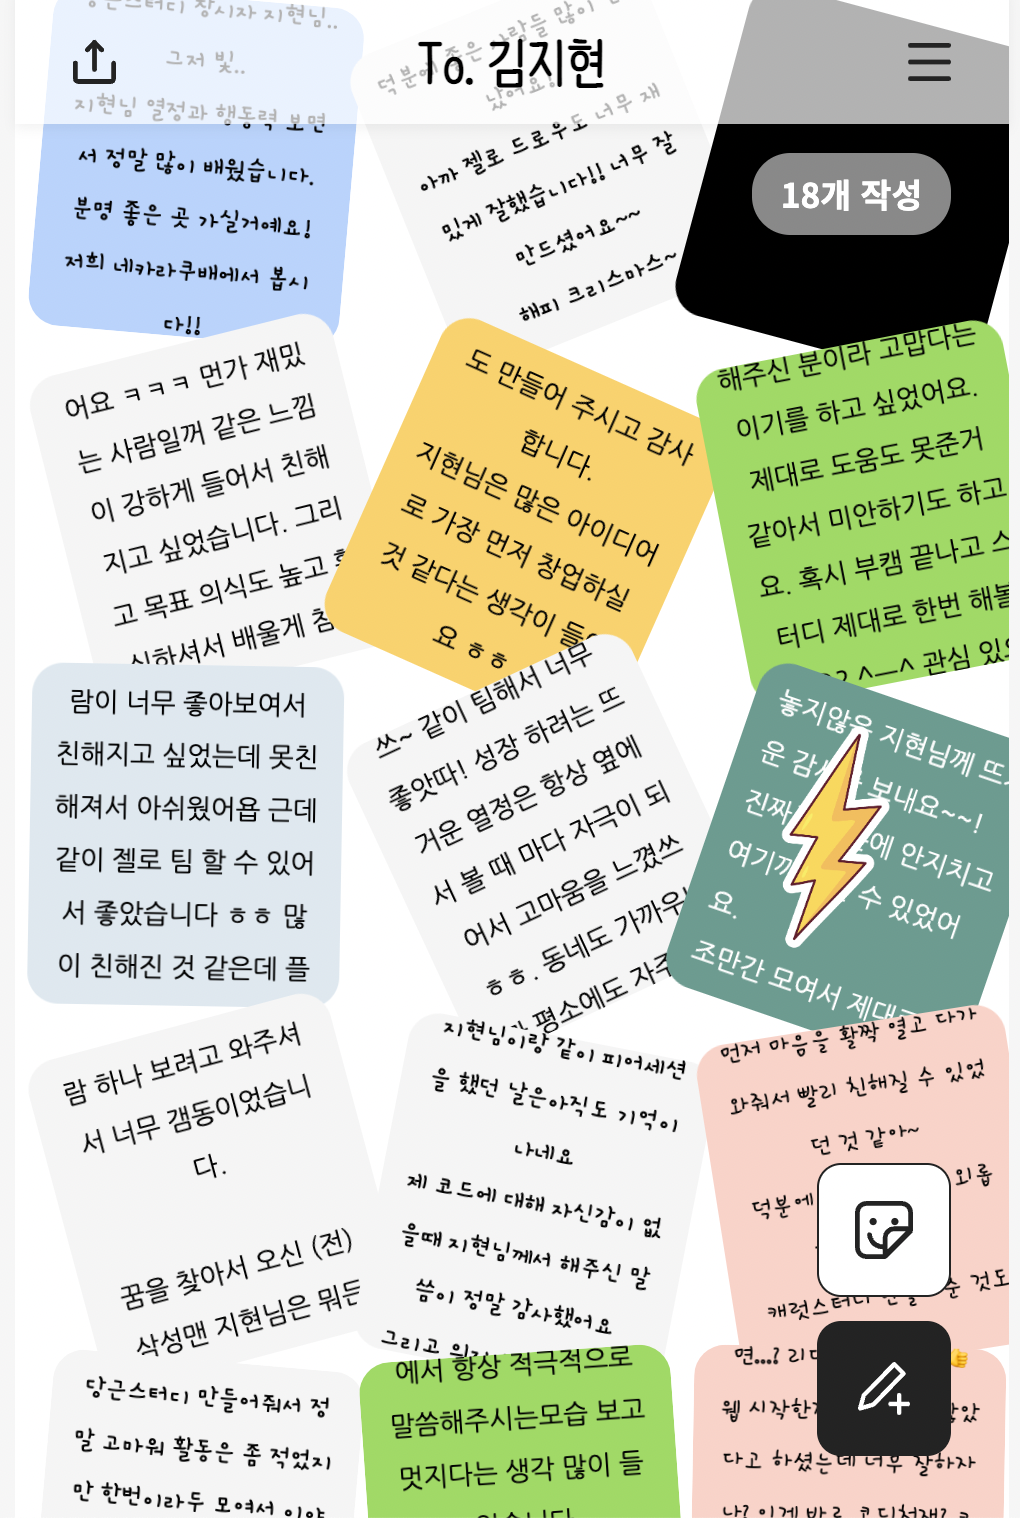 당근스터디 창시자 지현님..
그저 빛..
지현님 열정과 행동력 보면
서 정말 많이 배웠습니다.
분명 좋은 곳 가실거예요!
저희 네카라쿠배에서 봅시
다!!
덕분에 좋은 사람들 많이
났어요!
아까 젤로 드로우도 너무 재
밌게 잘했습니다!! 너무 잘
만드셨어요~~
해피 크리스마스~
To. 김지현
18개 작성
어요 ㅋㅋㅋ 먼가 재밌
는 사람일꺼 같은 느낌
이 강하게 들어서 친해
지고 싶었습니다. 그리
고 목표 의식도 높고
심하셔서 배울게 참
도 만들어 주시고 감사
합니다.
지현님은 많은 아이디어
로 가장 먼저 창업하실
것 같다는 생각이
요 ㅎㅎ
해주신 분이라 고맙다는
이기를 하고 싶었어요.
제대로 도움도 못준거
같아서 미안하기도 하고
요. 혹시 부캠 끝나고 스
터디 제대로 한번 해볼
^ㅡ^ 관심
람이 너무 좋아보여서
친해지고 싶었는데 못친
해져서 아쉬웠어욥 근데
같이 젤로 팀 할 수 있어
서 좋았습니다 ㅎㅎ 많
이 친해진 것 같은데 플
쓰~ 같이 팀해서 너무
좋앗따! 성장 하려는 뜨
거운 열정은 항상 옆에
서 볼 때 마다 자극이 되
어서 고마움을 느꼈쓰
ㅎㅎ. 동네도 가까우
평소에도 자주
놓지않은 지현님께 뜨
운 보내요~~!
진짜 에 안지치고
여기까 수 있었어
요.
조만간 모여서 제대로
람 하나 보려고 와주셔
서 너무 갬동이었습니
다.
꿈을 찾아서 오신 (전)
삭성맨 지현님은 뭐든
지현님이랑 같이 피어세션
을 했던 날은아직도 기억이
나네요
제 코드에 대해 자신감이 없
을때 지현님께서 해주신 말
씀이 정말 감사했어요
그리고
먼저 마음을 활짝 열고 다가
와줘서 빨리 친해질 수 있었
던 것 같아~
덕분에 외롭
캐럿스터디 준 것도
당근스터디 만들어줘서 정
말 고마워 활동은 좀 적었지
만 한번이라두 모여서 이야
에서 항상 적극적으로
말씀해주시는모습 보고
멋지다는 생각 많이 들
었습니다
면...? 리 👍
웹 시작한
다고 하셨는데 너무 잘하자
나? 이게 바로 코딩천재?